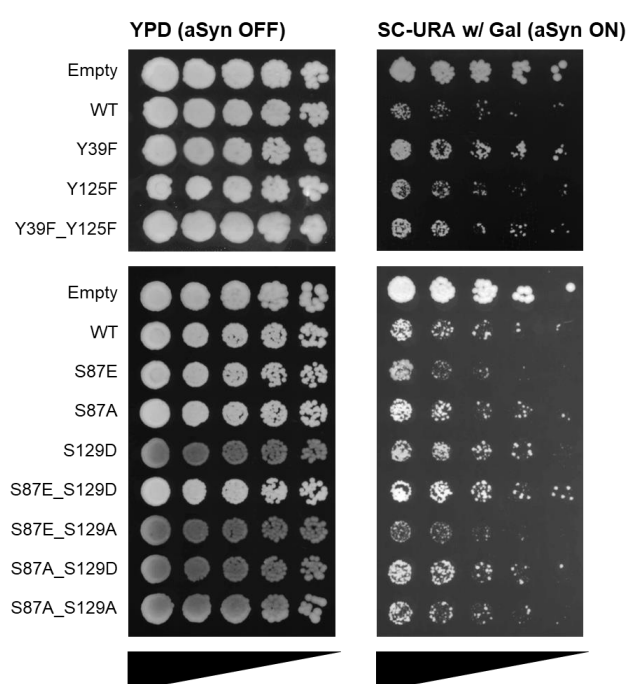 YPD (aSyn OFF)
SC-URA w/ Gal (aSyn ON)
Empty
WT
Y39F
Y125F
Y39F_Y125F
Empty
WT
S87E
S87A
S129D
S87E_S129D
S87E_S129A
S87A_S129D
S87A_S129A